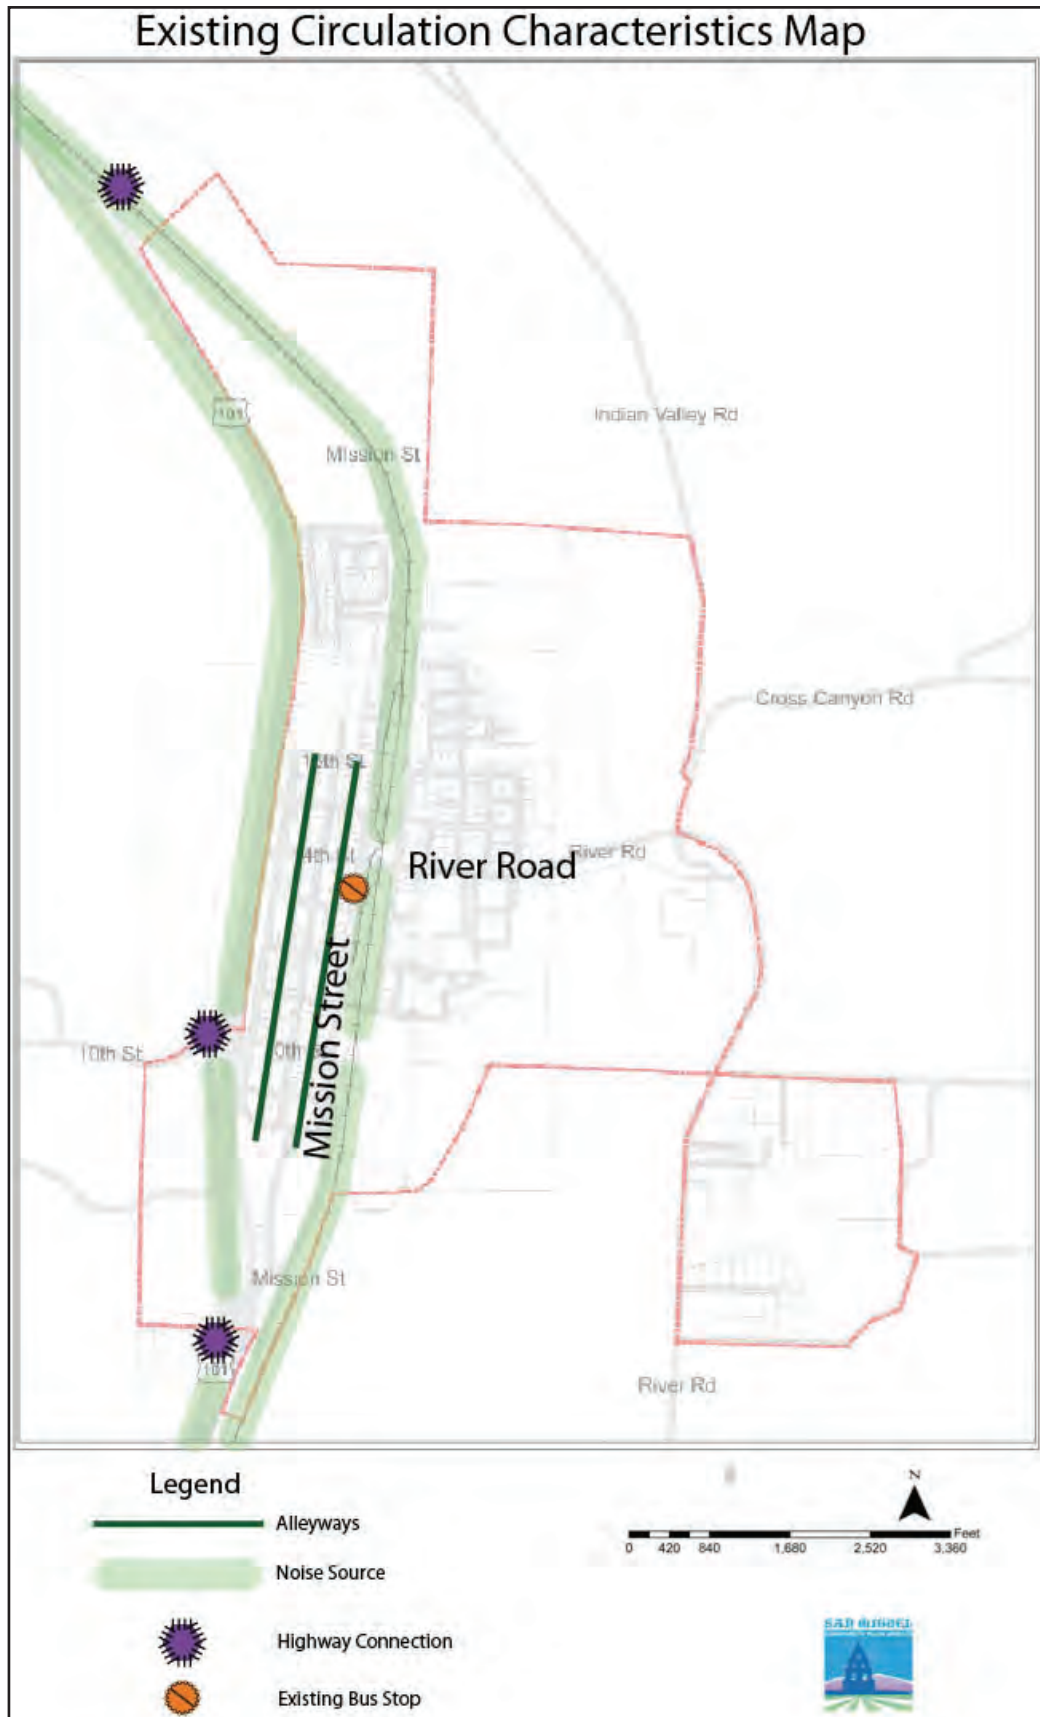 Existing Circulation Characteristics Map
101
Indian Valley Rd
Mission St
Cross Canyon Rd
River Rd
River Road
Mission Street
10th St
Mission St
101
River Rd
Legend
Alleyways
Noise Source
Highway Connection
Existing Bus Stop
N
Feet
0 420 840 1,680 2,520 3,360
SAN MIGUEL